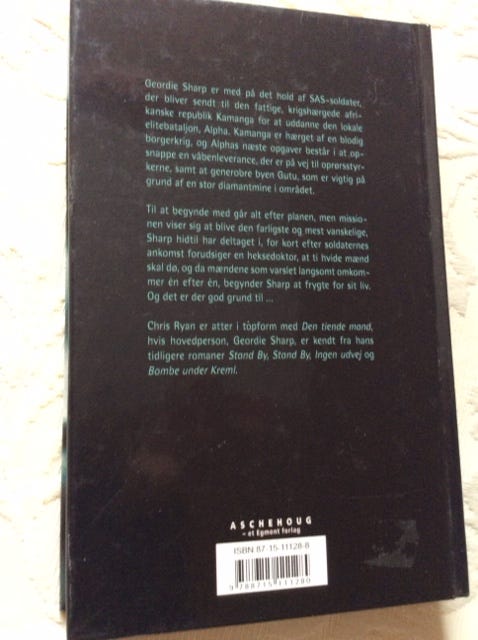 Geordie Sharp er med på det hold af SAS-soldater,
der bliver sendt til den fattige, krigshærgede afri-
kanske republik Kamanga for at uddanne den lokale
elitebataljon, Alpha. Kamanga er hærget af en blodig
borgerkrig, og Alphas næste opgaver består i at op-
snappe en våbenleverance, der er på vej til oprørsstyr-
kerne, samt at generobre byen Gutu, som er vigtig på
grund af en stor diamantmine i området.
Til at begynde med går alt efter planen, men missio-
nen viser sig at blive den farligste og mest vanskelige,
Sharp hidtil har deltaget i, for kort efter soldaternes
ankomst forudsiger en heksedoktor, at ti hvide mænd
skal dø, og da mændene som varslet langsomt omkom-
mer én efter én, begynder Sharp at frygte for sit liv.
Og det er der god grund til ...
Chris Ryan er atter i topform med Den tiende mand,
hvis hovedperson, Geordie Sharp, er kendt fra hans
tidligere romaner Stand By, Stand By, Ingen udvej og
Bombe under Kreml.
ASCHEHOUG
– et Egmont forlag
ISBN 87-15-11128-8
9 788715 111280